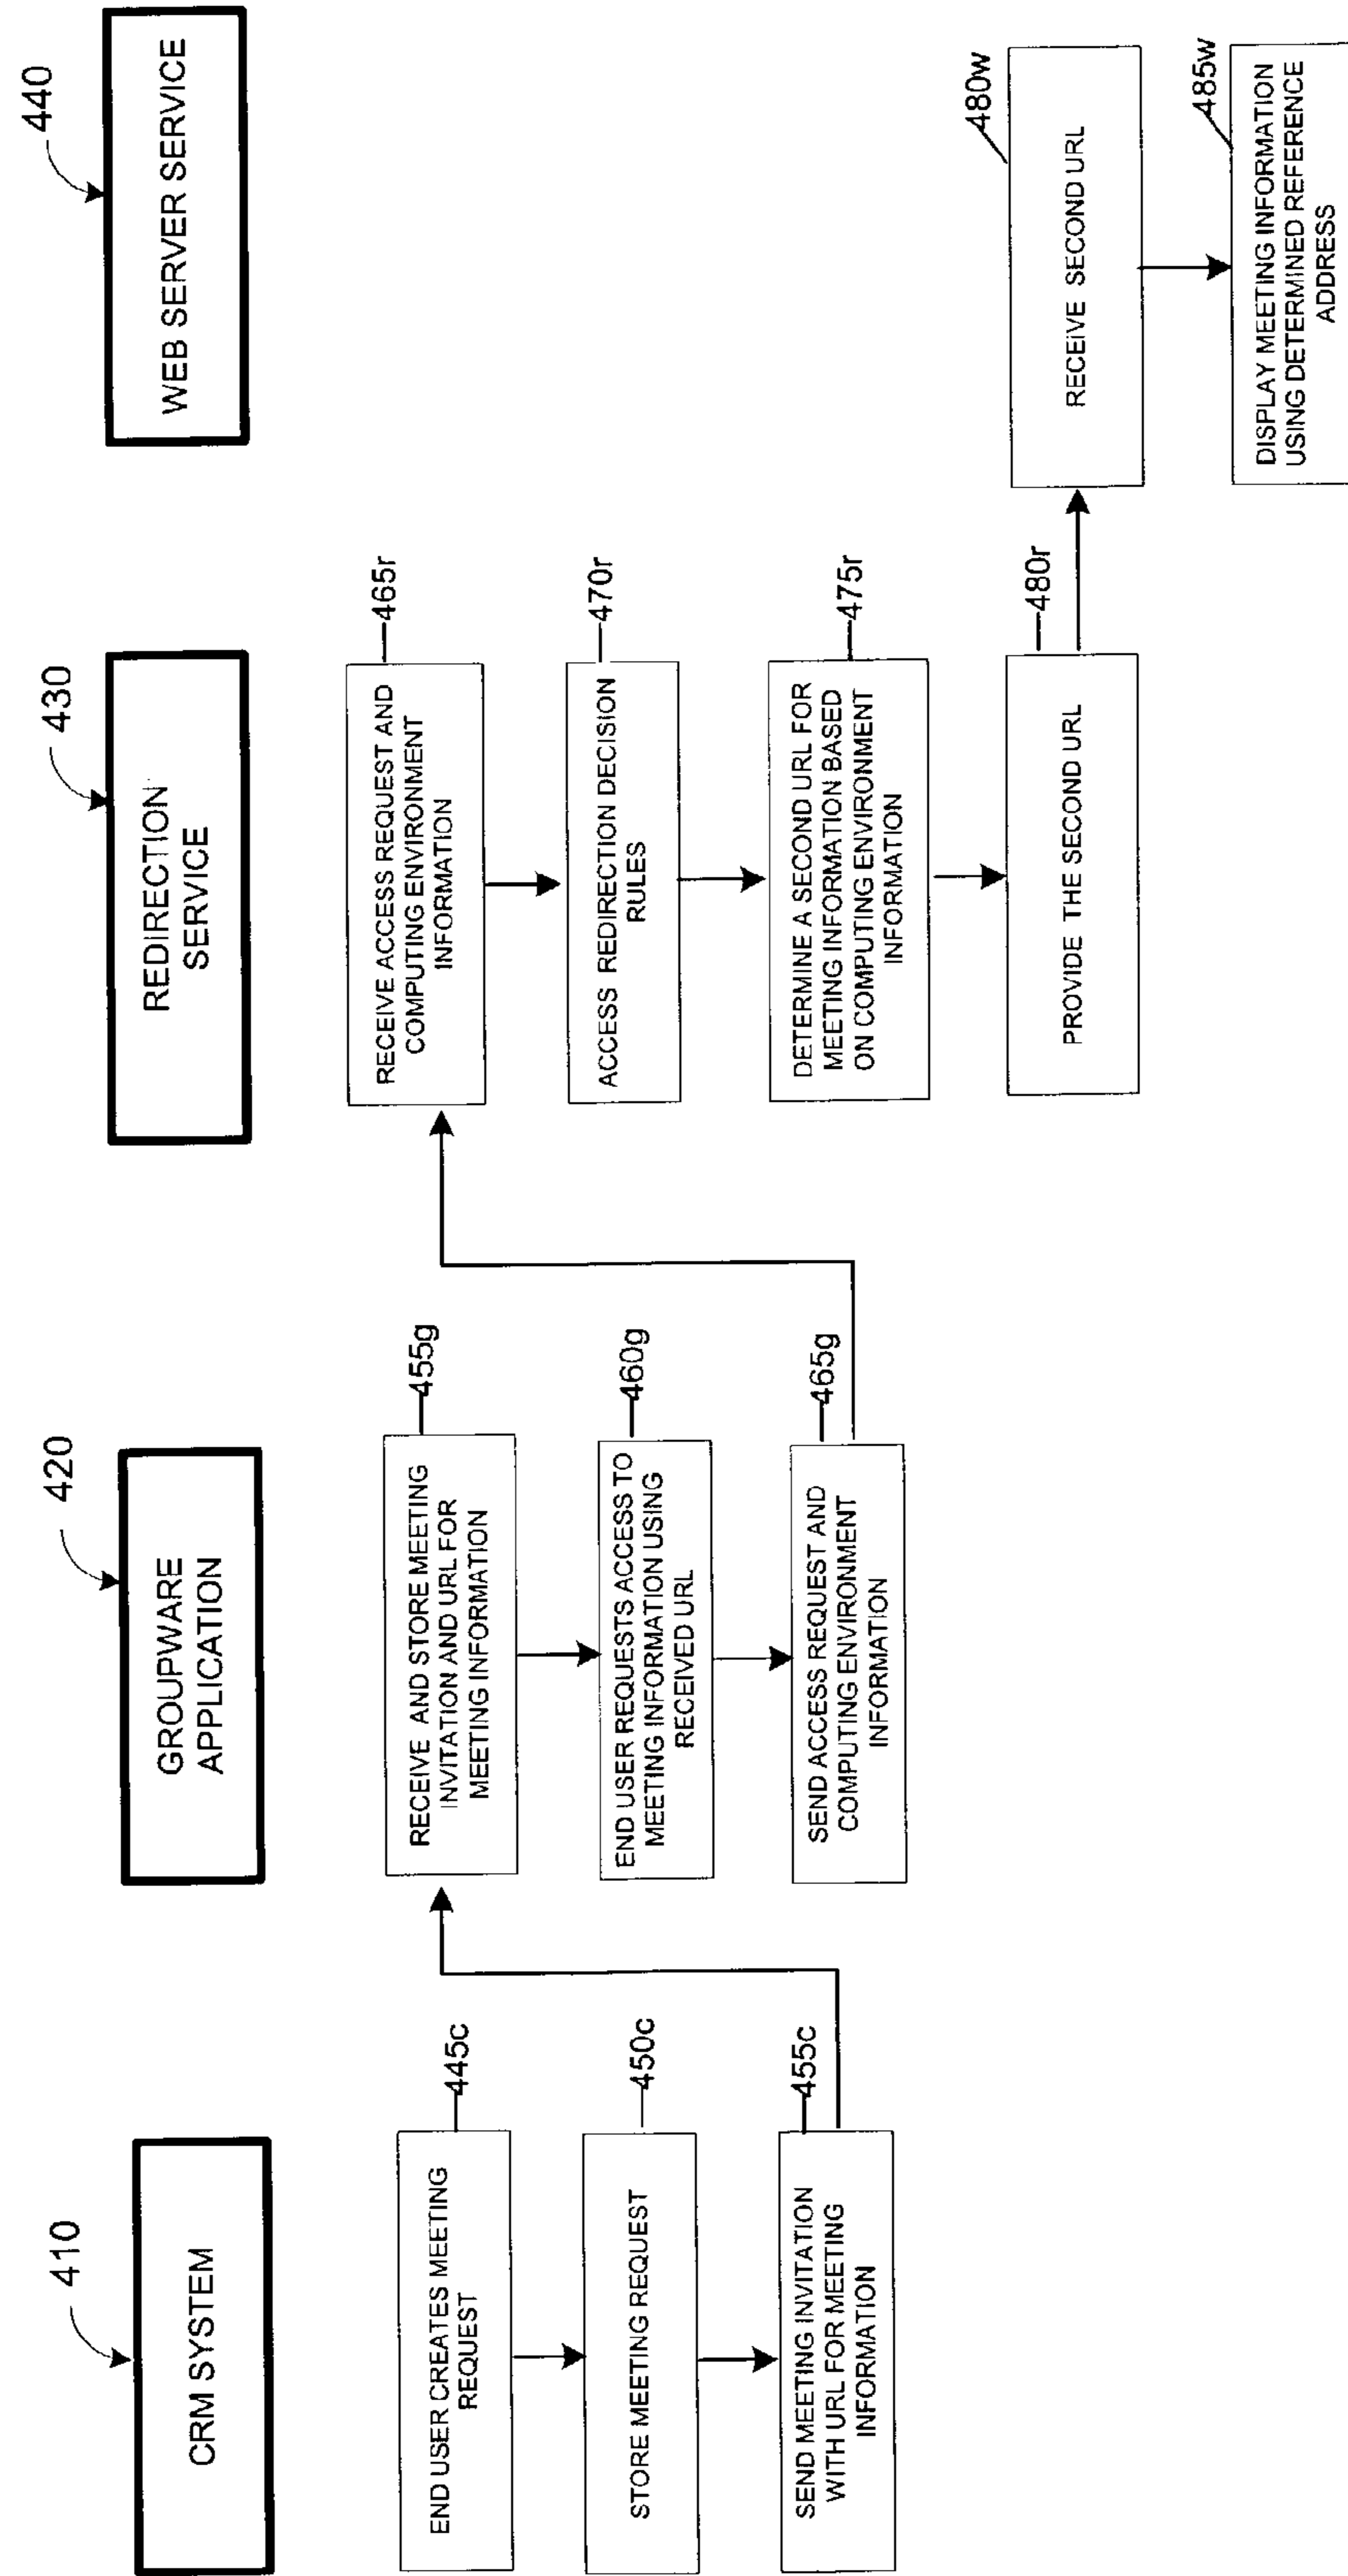 410
CRM SYSTEM
420
GROUPWARE
APPLICATION
430
REDIRECTION
SERVICE
440
WEB SERVER SERVICE
445c
END USER CREATES MEETING
REQUEST
450c
STORE MEETING REQUEST
455c
SEND MEETING INVITATION
WITH URL FOR MEETING
INFORMATION
455g
RECEIVE AND STORE MEETING
INVITATION AND URL FOR
MEETING INFORMATION
460g
END USER REQUESTS ACCESS TO
MEETING INFORMATION USING
RECEIVED URL
465g
SEND ACCESS REQUEST AND
COMPUTING ENVIRONMENT
INFORMATION
465r
RECEIVE ACCESS REQUEST AND
COMPUTING ENVIRONMENT
INFORMATION
470r
ACCESS REDIRECTION DECISION
RULES
475r
DETERMINE A SECOND URL FOR
MEETING INFORMATION BASED
ON COMPUTING ENVIRONMENT
INFORMATION
480r
PROVIDE THE SECOND URL
480w
RECEIVE SECOND URL
485w
DISPLAY MEETING INFORMATION
USING DETERMINED REFERENCE
ADDRESS